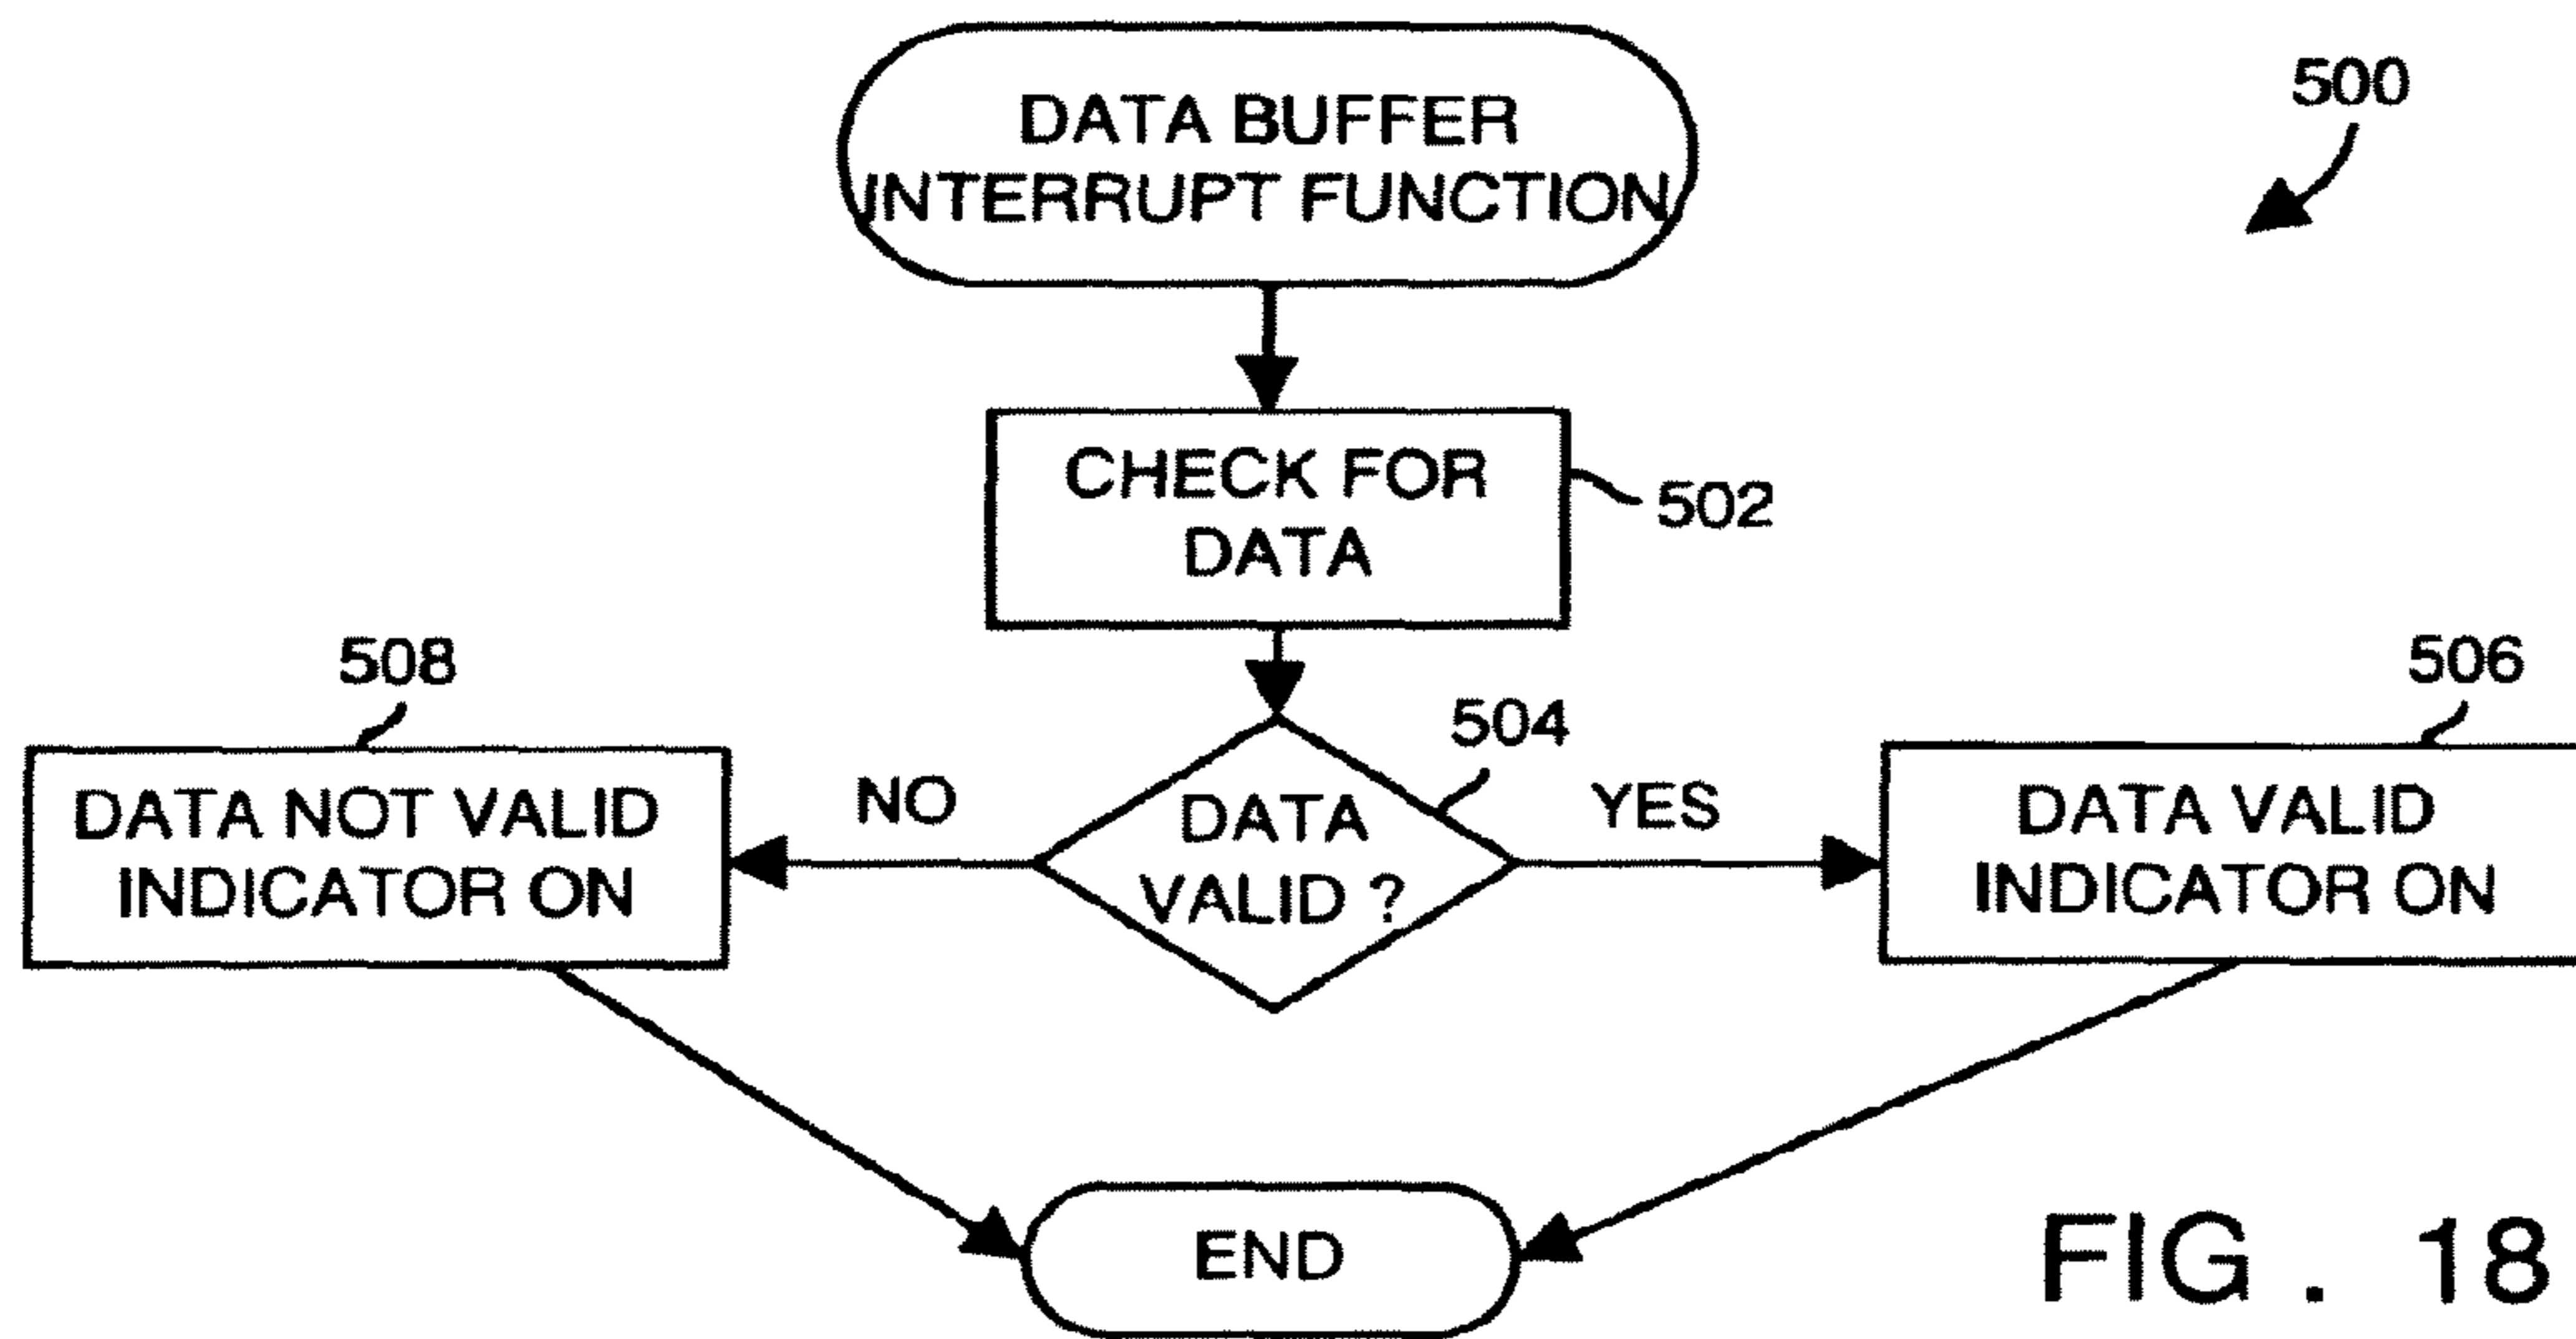 DATA BUFFER
INTERRUPT FUNCTION
500
CHECK FOR
DATA
502
508
504
506
DATA NOT VALID
INDICATOR ON
NO
DATA
VALID ?
YES
DATA VALID
INDICATOR ON
END
FIG . 18